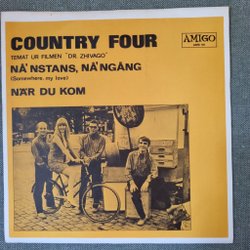 COUNTRY FOUR
AMIGO
TEMAT UR FILMEN "DR. ZHIVAGO"
NÅ'NSTANS, NÅ'NGÅNG
(Somewhere, my love)
NÄR DU KOM